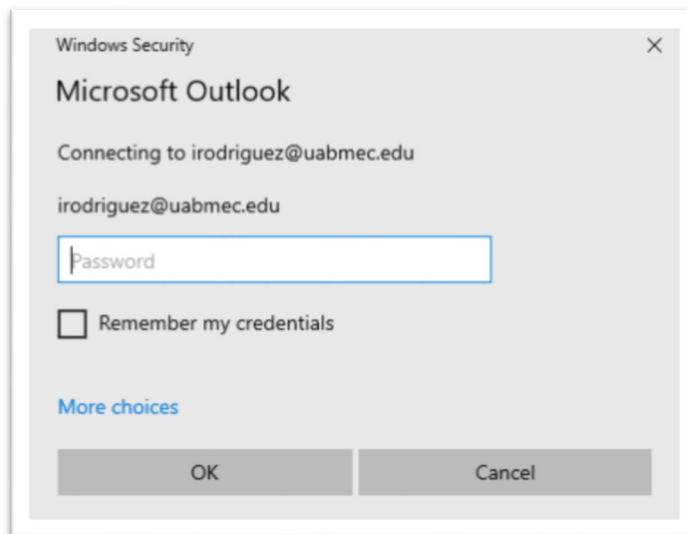 Windows Security
Microsoft Outlook
Connecting to irodriguez@uabmec.edu
irodriguez@uabmec.edu
Password
Remember my credentials
More choices
OK
Cancel